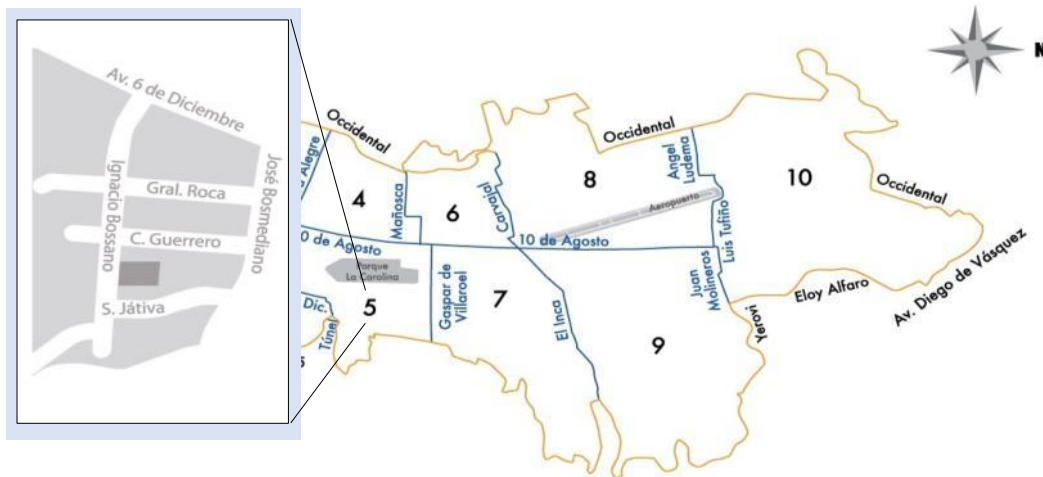 Av. 6 de Diciembre
Ignacio Bossano
Gral. Roca
C. Guerrero
S. Játiva
José Bosmediano
Occidental
Alegre
4
Mañosca
6
Carvajal
8
Occidental
Angel
Ludema
Aeropuerto
10
Occidental
N
0 de Agosto
10 de Agosto
Luis Tufiño
Parque
La Carolina
5
Dic.
Túnel
Gaspar de
Villaroel
7
El Inca
9
Juan
Molineros
Yerovi
Eloy Alfaro
Av. Diego de Vásquez